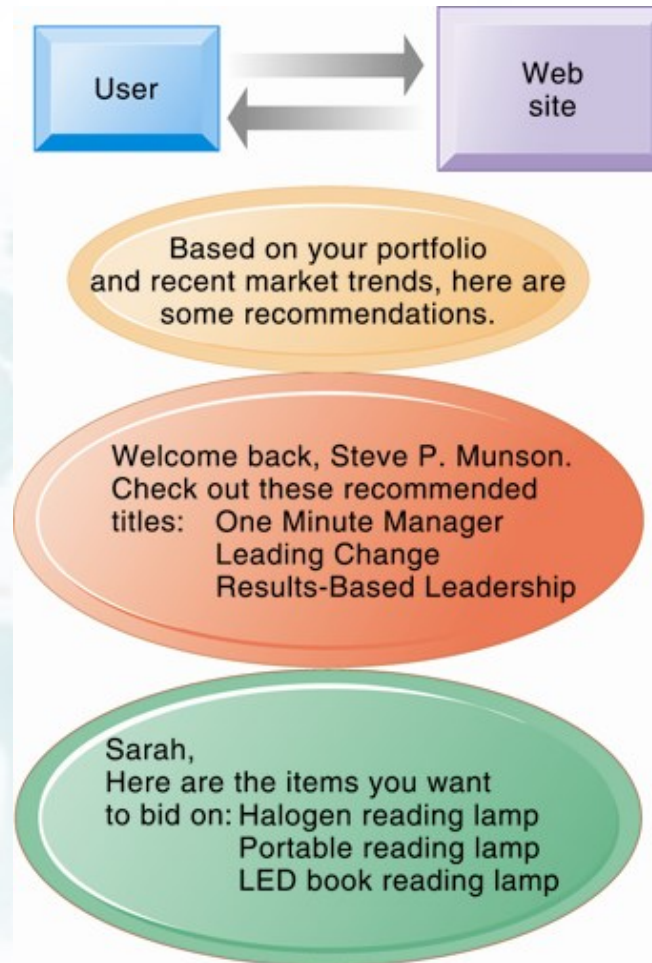 User
Web
site
Based on your portfolio
and recent market trends, here are
some recommendations.
Welcome back, Steve P. Munson.
Check out these recommended
titles: One Minute Manager
Leading Change
Results-Based Leadership
Sarah,
Here are the items you want
to bid on: Halogen reading lamp
Portable reading lamp
LED book reading lamp